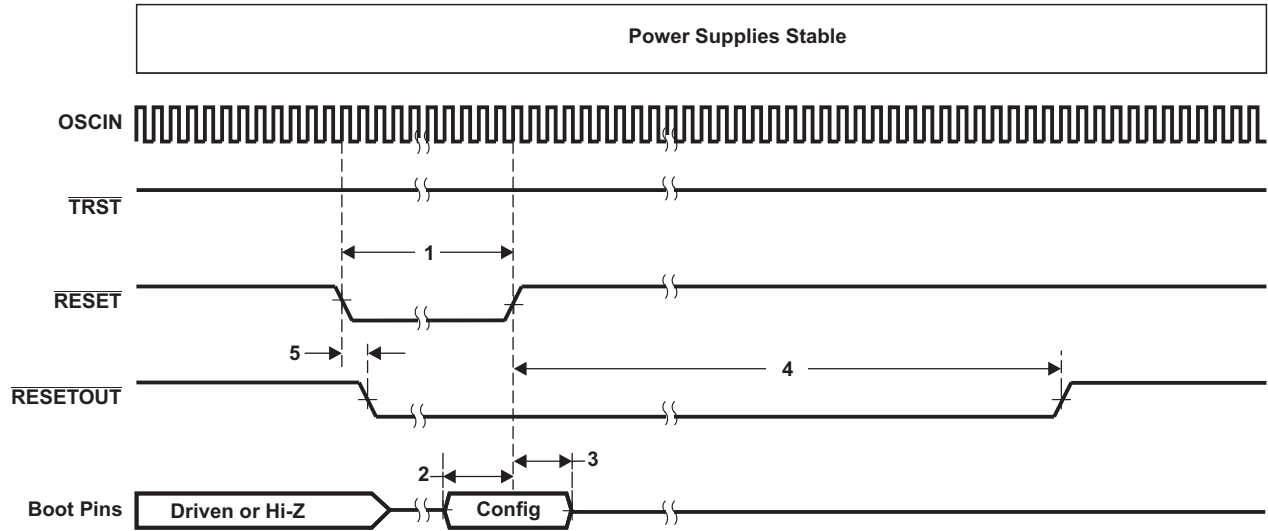 Power Supplies Stable
OSCIN
TRST
1
RESET
5
4
RESETOUT
2
3
Boot Pins
Driven or Hi-Z
Config